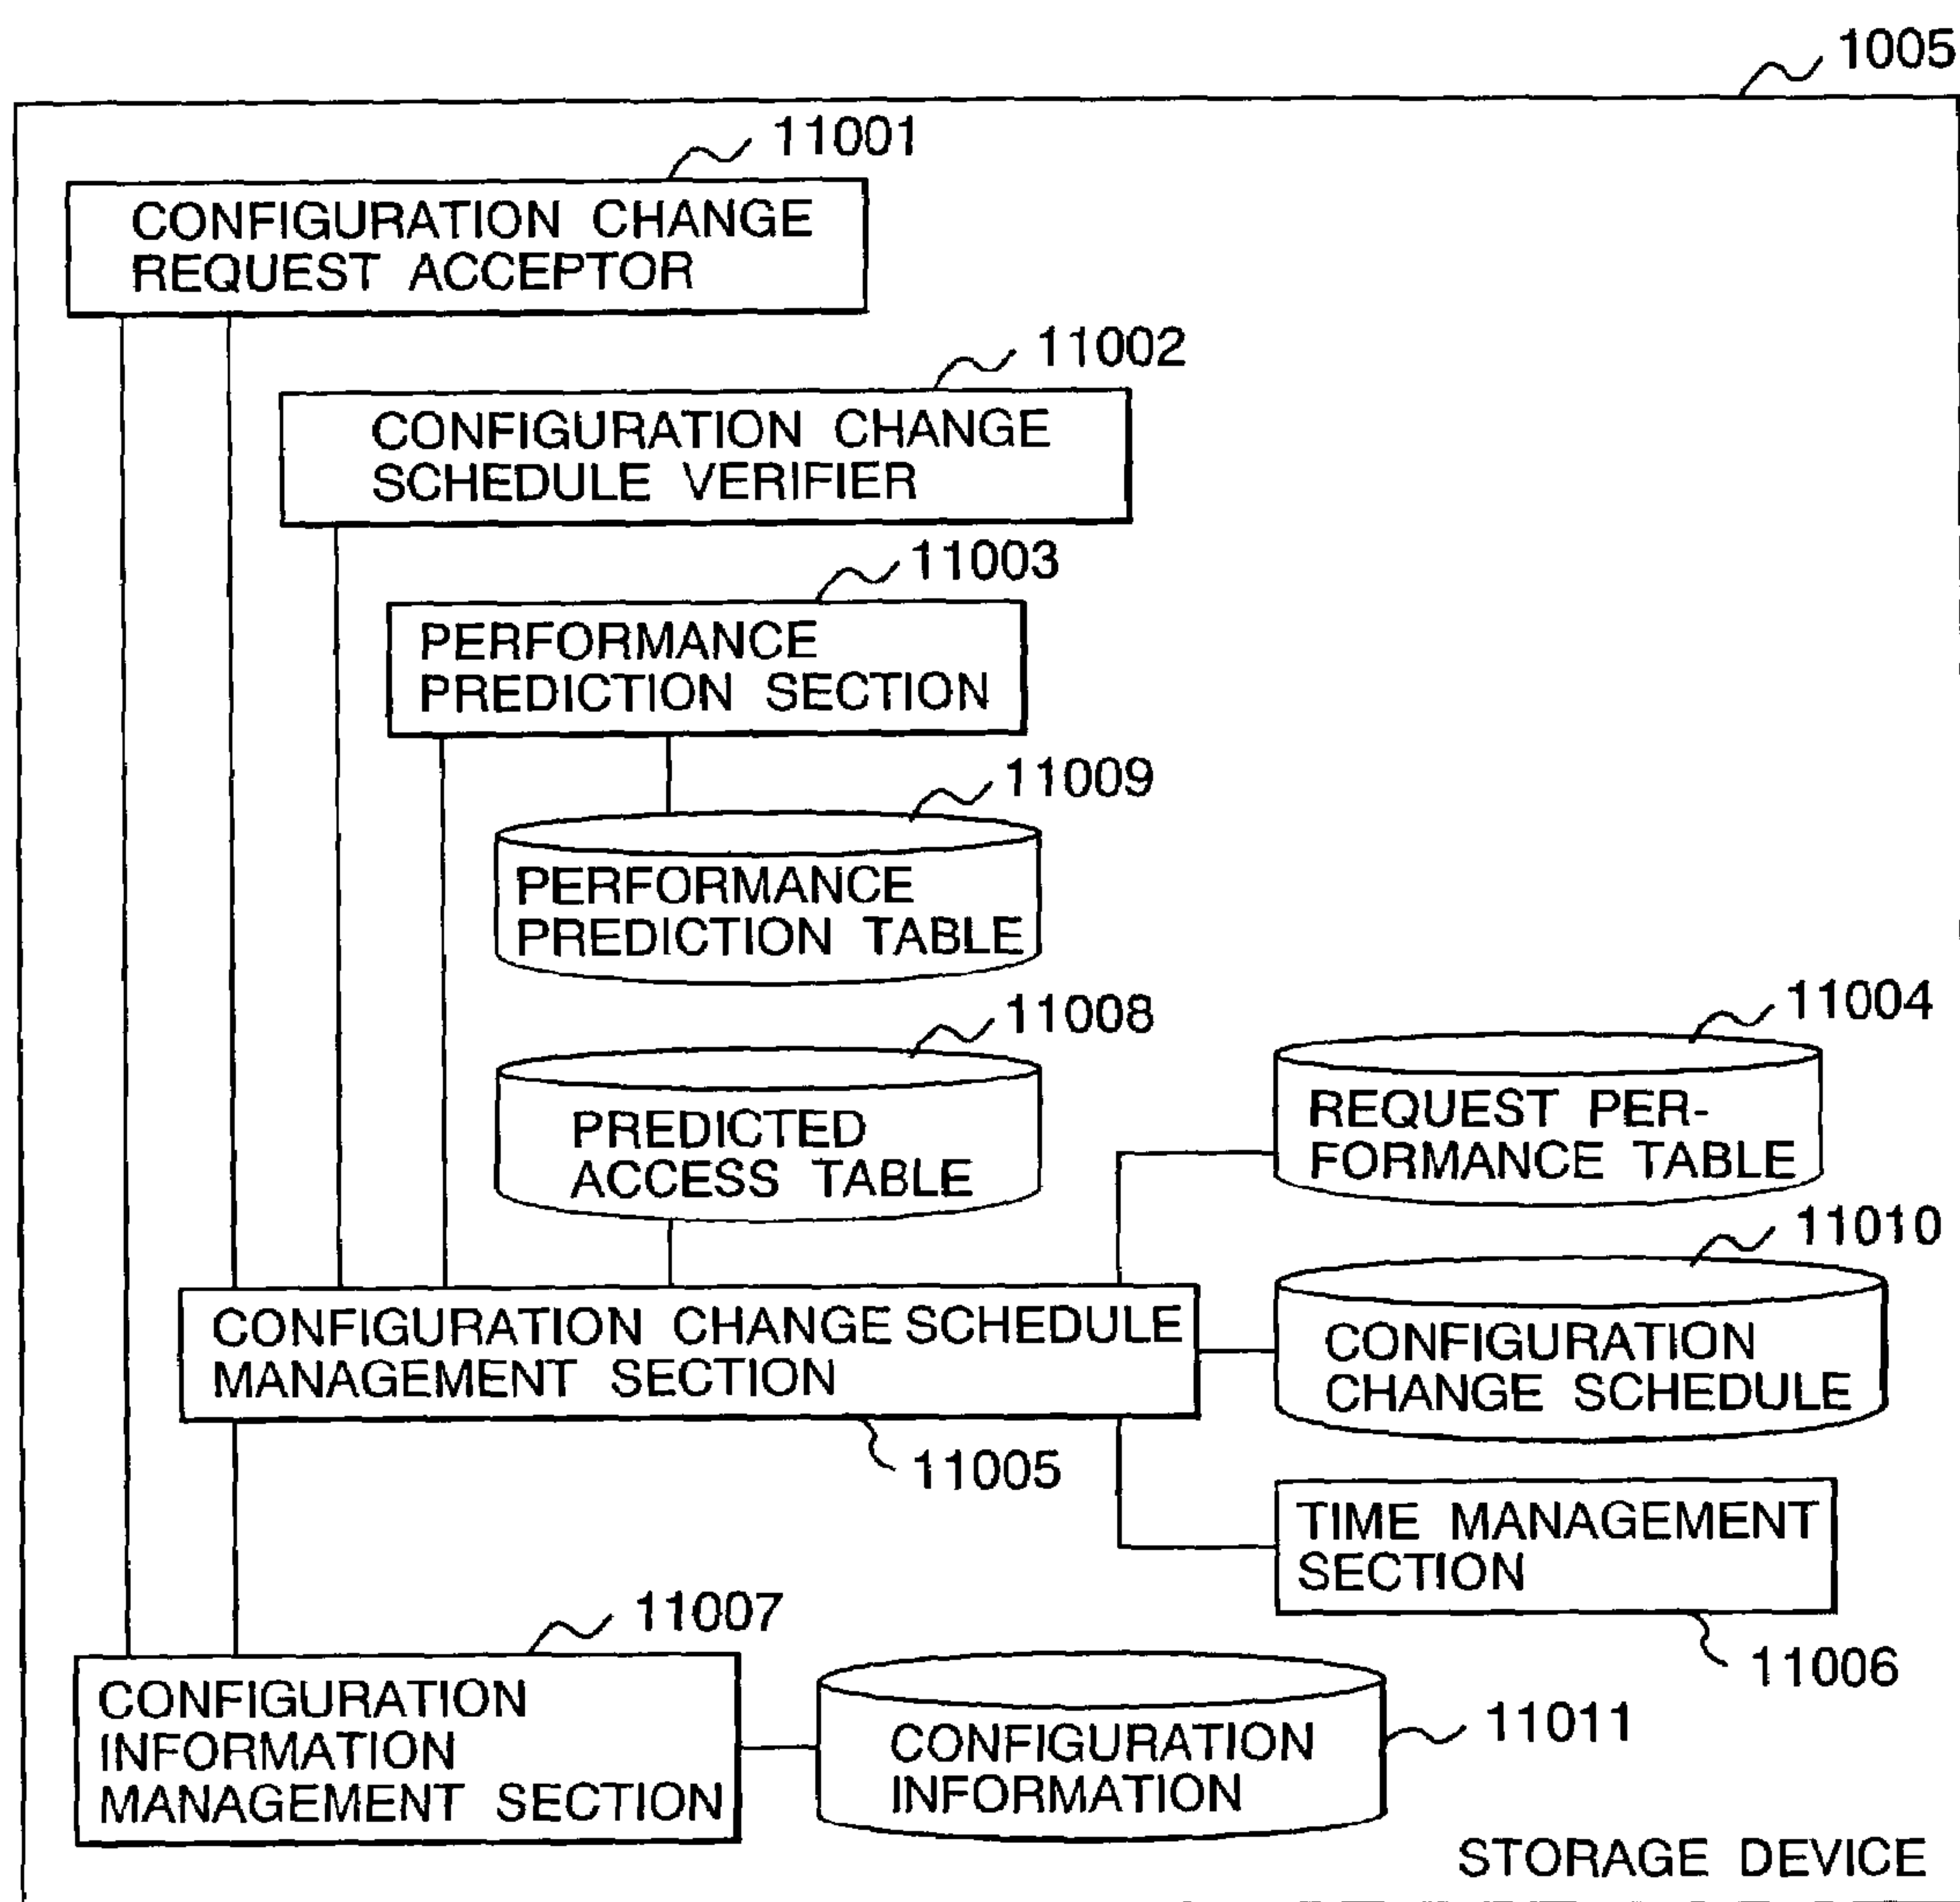 1005
11001
CONFIGURATION CHANGE
REQUEST ACCEPTOR
11002
CONFIGURATION CHANGE
SCHEDULE VERIFIER
11003
PERFORMANCE
PREDICTION SECTION
11009
PERFORMANCE
PREDICTION TABLE
11008
PREDICTED
ACCESS TABLE
11004
REQUEST PER-
FORMANCE TABLE
11010
CONFIGURATION CHANGE SCHEDULE
MANAGEMENT SECTION
11005
CONFIGURATION
CHANGE SCHEDULE
TIME MANAGEMENT
SECTION
11006
11007
CONFIGURATION
INFORMATION
MANAGEMENT SECTION
CONFIGURATION
INFORMATION
11011
STORAGE DEVICE